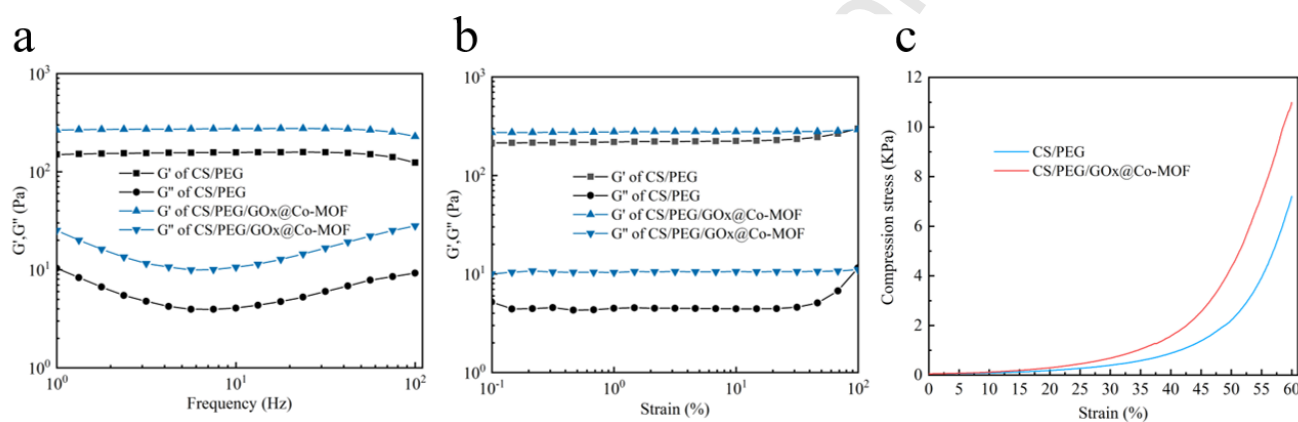 a
b
c
10³
10²
10¹
10⁰
G',G" (Pa)
G' of CS/PEG
G" of CS/PEG
G' of CS/PEG/GOx@Co-MOF
G" of CS/PEG/GOx@Co-MOF
10⁰
10¹
10²
Frequency (Hz)
10³
10²
10¹
10⁰
G',G" (Pa)
G' of CS/PEG
G" of CS/PEG
G' of CS/PEG/GOx@Co-MOF
G" of CS/PEG/GOx@Co-MOF
10⁻¹
10⁰
10¹
10²
Strain (%)
12
10
8
6
4
2
0
Compression stress (KPa)
CS/PEG
CS/PEG/GOx@Co-MOF
0 5 10 15 20 25 30 35 40 45 50 55 60
Strain (%)